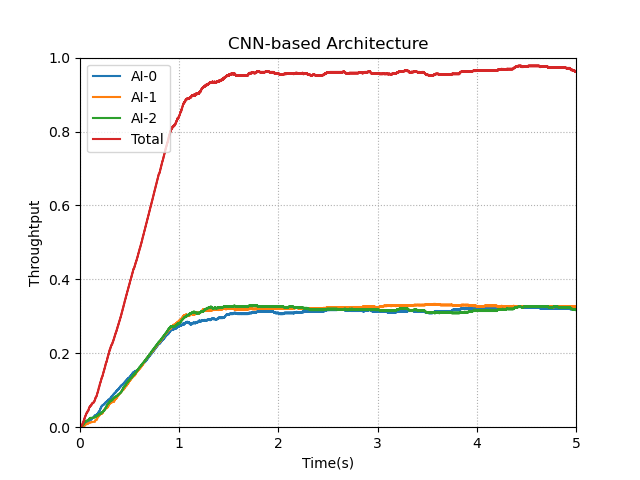 CNN-based Architecture
1.0
0.8
0.6
0.4
0.2
0.0
Throughtput
AI-0
AI-1
AI-2
Total
0 1 2 3 4 5
Time(s)